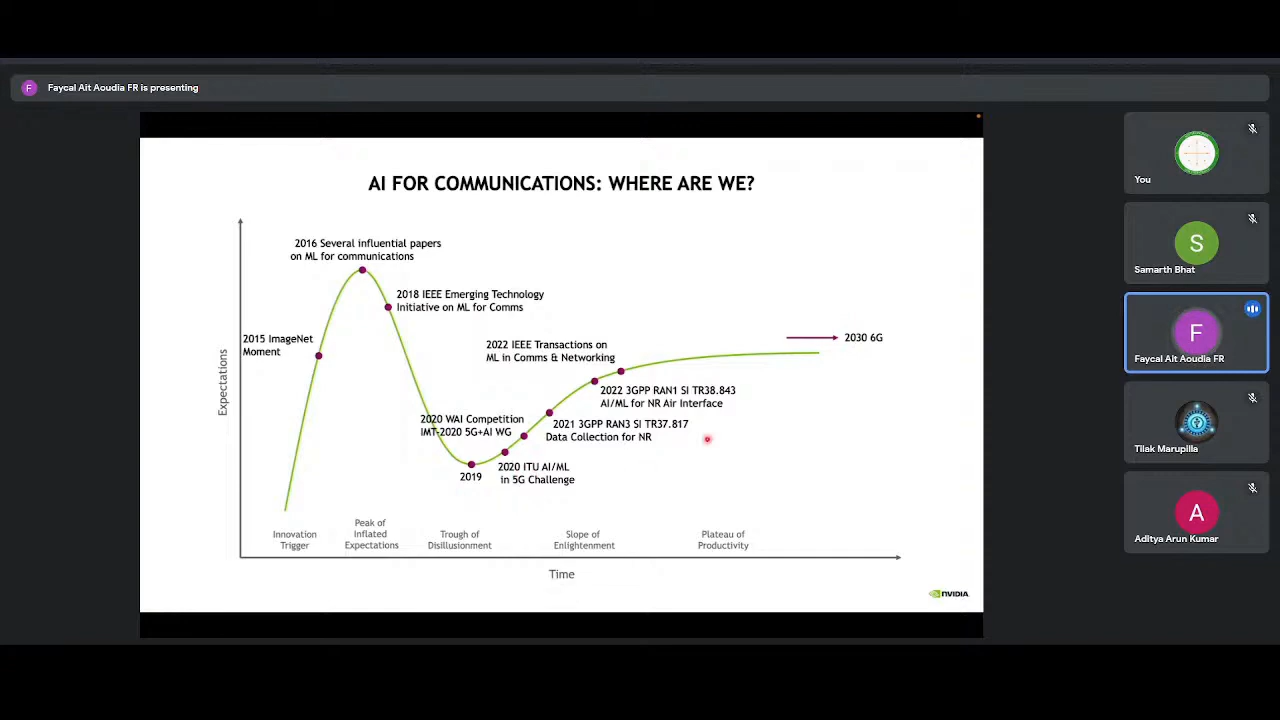 F
Faycal Ait Aoudia FR is presenting
AI FOR COMMUNICATIONS: WHERE ARE WE?
2016 Several influential papers
on ML for communications
2018 IEEE Emerging Technology
Initiative on ML for Comms
2015 ImageNet
Moment
2022 IEEE Transactions on
ML in Comms & Networking
2030 6G
2022 3GPP RAN1 SI TR38.843
AI/ML for NR Air Interface
2020 WAI Competition
IMT-2020 5G+AI WG
2021 3GPP RAN3 SI TR37.817
Data Collection for NR
2019
2020 ITU AI/ML
in 5G Challenge
Expectations
Innovation
Trigger
Peak of
Inflated
Expectations
Trough of
Disillusionment
Slope of
Enlightenment
Plateau of
Productivity
Time
NVIDIA
You
S
Samarth Bhat
F
Faycal Ait Aoudia FR
Tilak Marupilla
A
Aditya Arun Kumar